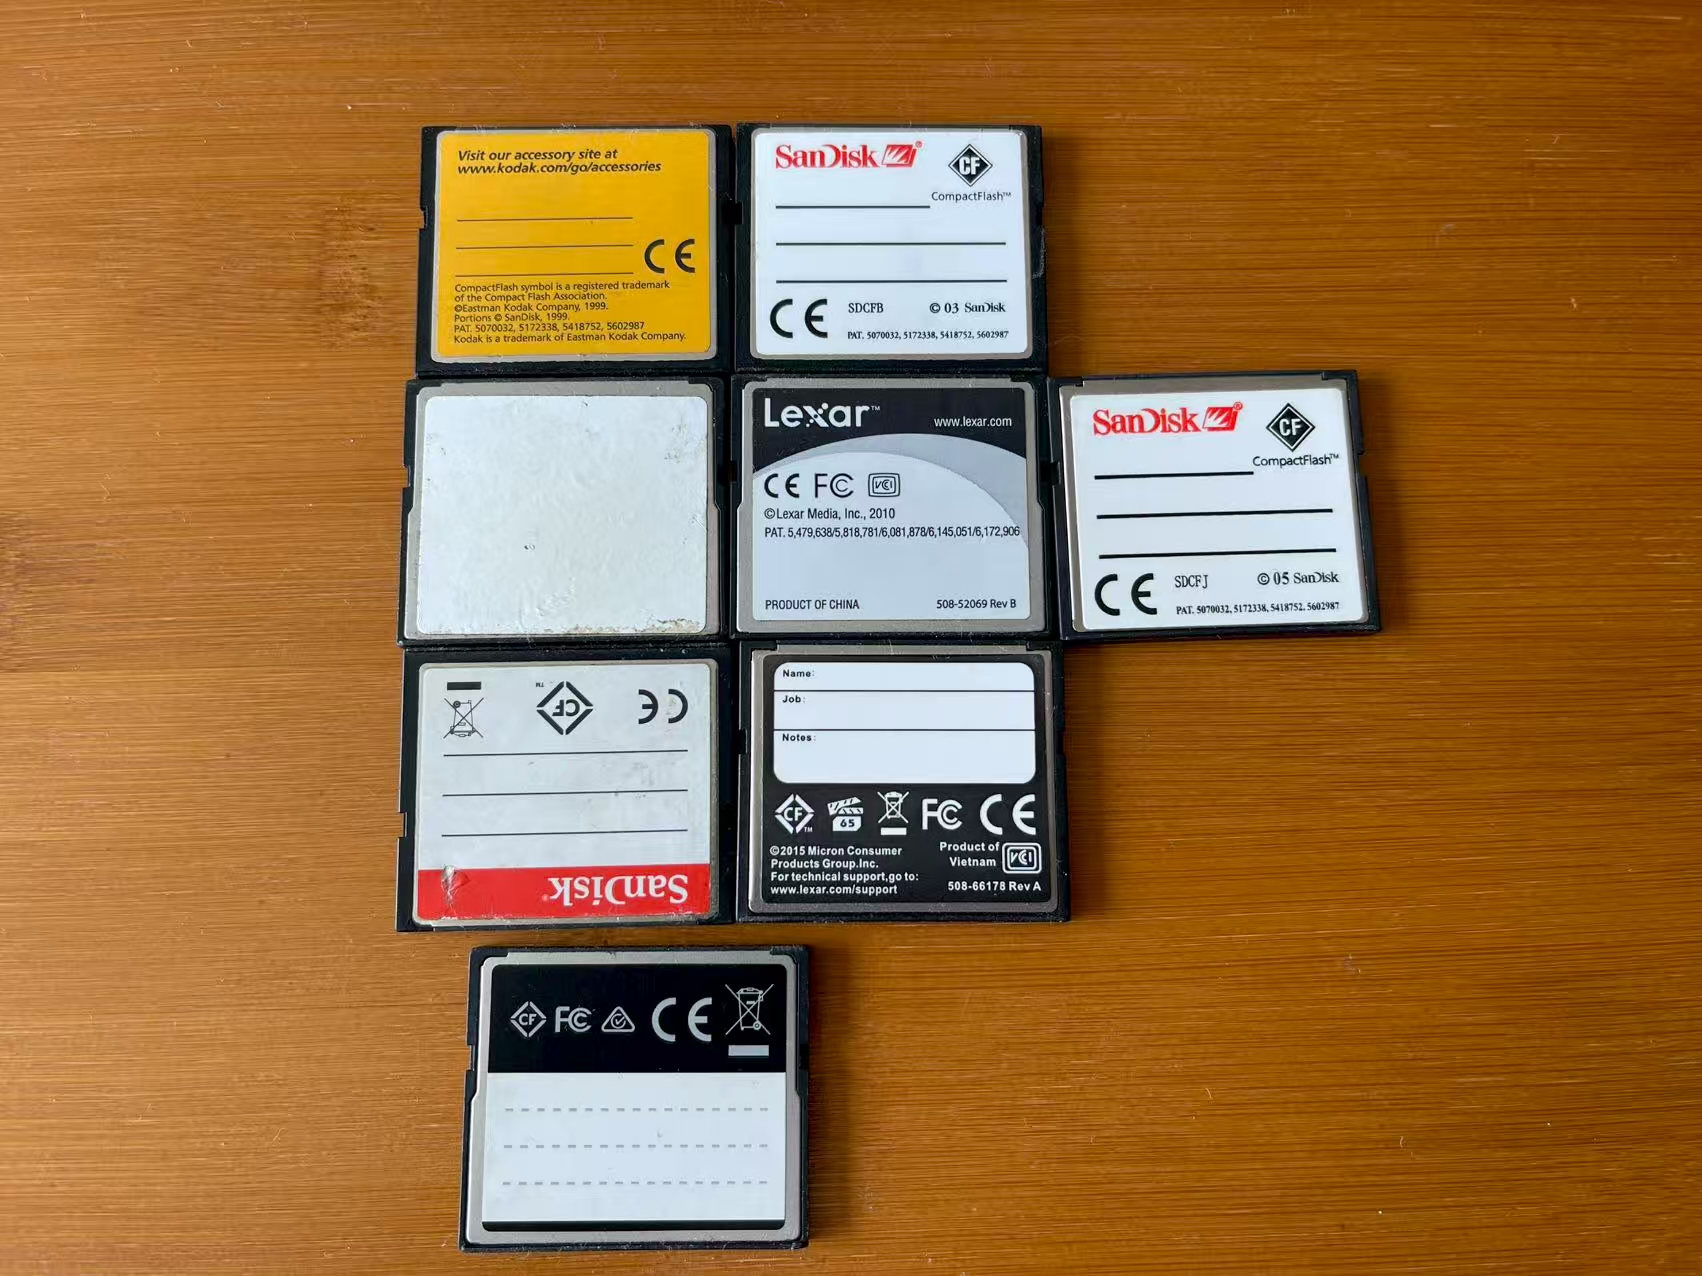 Visit our accessory site at
www.kodak.com/go/accessories
CE
CompactFlash symbol is a registered trademark
of the Compact Flash Association.
©Eastman Kodak Company, 1999.
Portions © SanDisk, 1999.
PAT. 5070032, 5172338, 5418752, 5602987
Kodak is a trademark of Eastman Kodak Company.
SanDisk®
CF
CompactFlash™
CE SDCFB © 03 SanDisk
PAT. 5070032, 5172338, 5418752, 5602987
Lexar™ www.lexar.com
CE FC VCI
©Lexar Media, Inc., 2010
PAT. 5,479,638/5,818,781/6,081,878/6,145,051/6,172,906
PRODUCT OF CHINA 508-52069 Rev B
SanDisk®
CF
CompactFlash™
CE SDCFJ © 05 SanDisk
PAT. 5070032, 5172338, 5418752, 5602987
SanDisk®
CE CF™
Name:
Job:
Notes:
CF™ 65 FC CE
©2015 Micron Consumer
Products Group.Inc.
For technical support,go to:
www.lexar.com/support
Product of
Vietnam VCI
508-66178 Rev A
CF FC CE